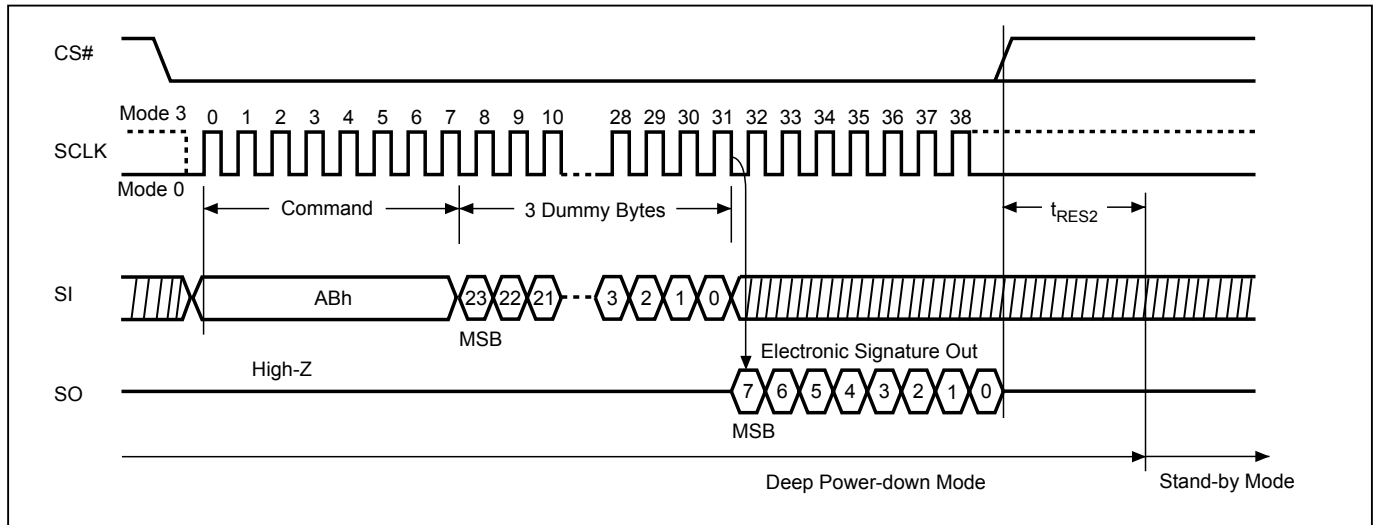 CS#
Mode 3
0 1 2 3 4 5 6 7 8 9 10 28 29 30 31 32 33 34 35 36 37 38
SCLK
Mode 0
Command 3 Dummy Bytes tRES2
SI ABh 23 22 21 3 2 1 0
MSB
Electronic Signature Out
High-Z
SO 7 6 5 4 3 2 1 0
MSB
Deep Power-down Mode Stand-by Mode